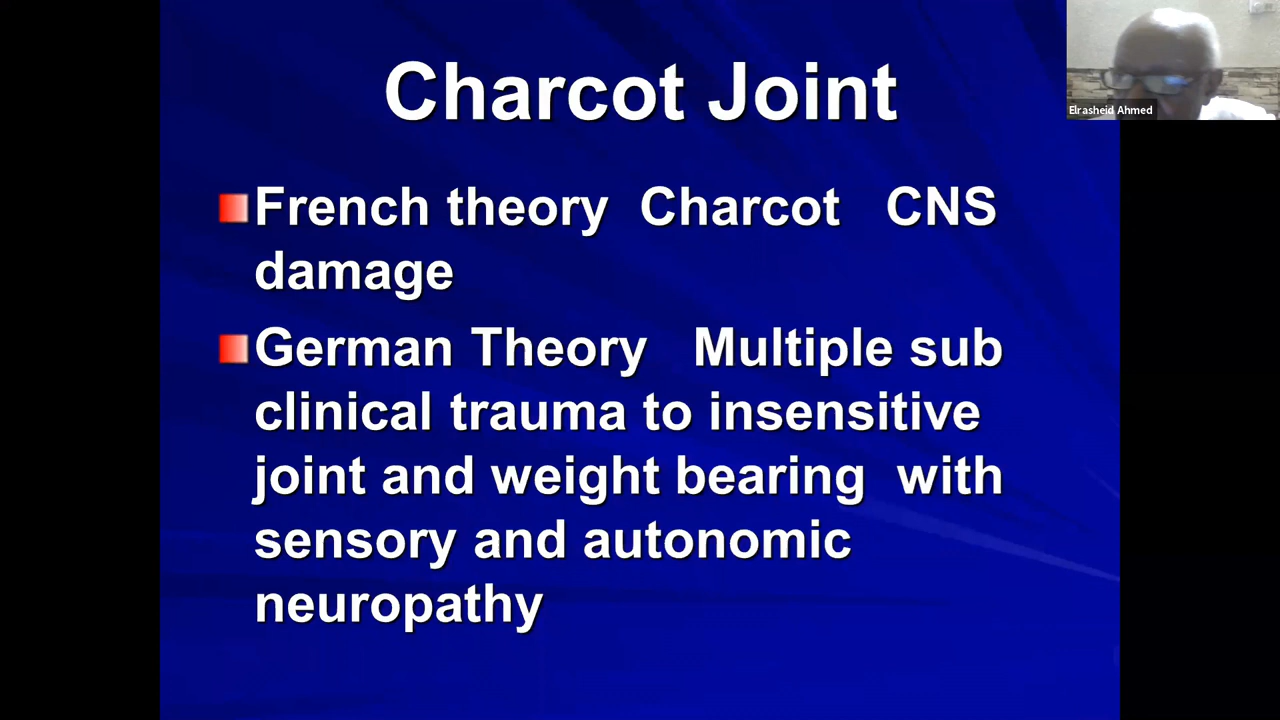 Charcot Joint
Elrasheid Ahmed
French theory Charcot CNS
damage
German Theory Multiple sub
clinical trauma to insensitive
joint and weight bearing with
sensory and autonomic
neuropathy